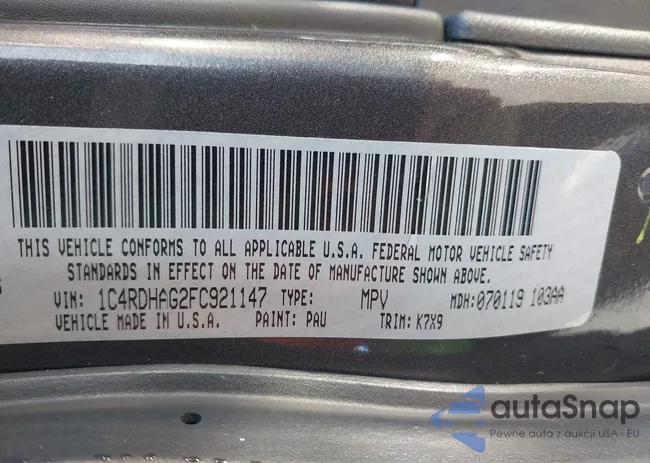 THIS VEHICLE CONFORMS TO ALL APPLICABLE U.S.A. FEDERAL MOTOR VEHICLE SAFETY
STANDARDS IN EFFECT ON THE DATE OF MANUFACTURE SHOWN ABOVE.
VIN: 1C4RDHAG2FC921147 TYPE: MPV MDH:070119 103AA
VEHICLE MADE IN U.S.A. PAINT: PAU TRIM: K7X9
autoSnap
Pewne auta z aukcji USA i EU